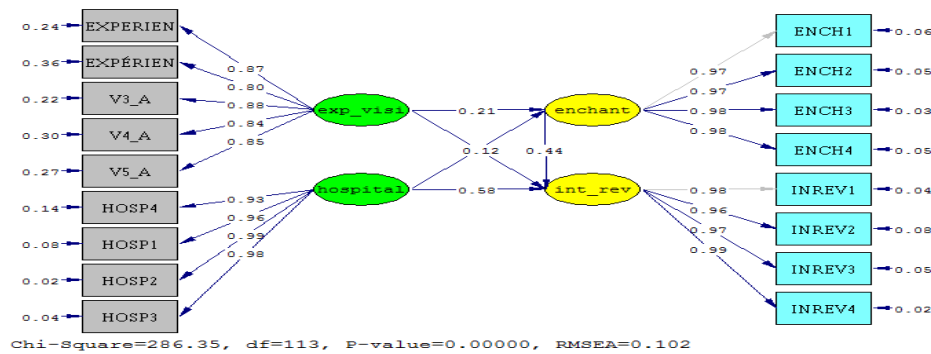 0.24 EXPERIEN
0.36 EXPÉRIEN
0.22 V3_A
0.30 V4_A
0.27 V5_A
0.14 HOSP4
0.08 HOSP1
0.02 HOSP2
0.04 HOSP3
0.87
0.80
0.88
0.84
0.85
0.93
0.96
0.99
0.98
exp_visi
hospital
0.21
0.12
0.44
0.58
enchant
int_rev
0.97
0.97
0.98
0.98
0.98
0.96
0.97
0.99
ENCH1 0.06
ENCH2 0.05
ENCH3 0.03
ENCH4 0.05
INREV1 0.04
INREV2 0.08
INREV3 0.05
INREV4 0.02
Chi-Square=286.35, df=113, P-value=0.00000, RMSEA=0.102